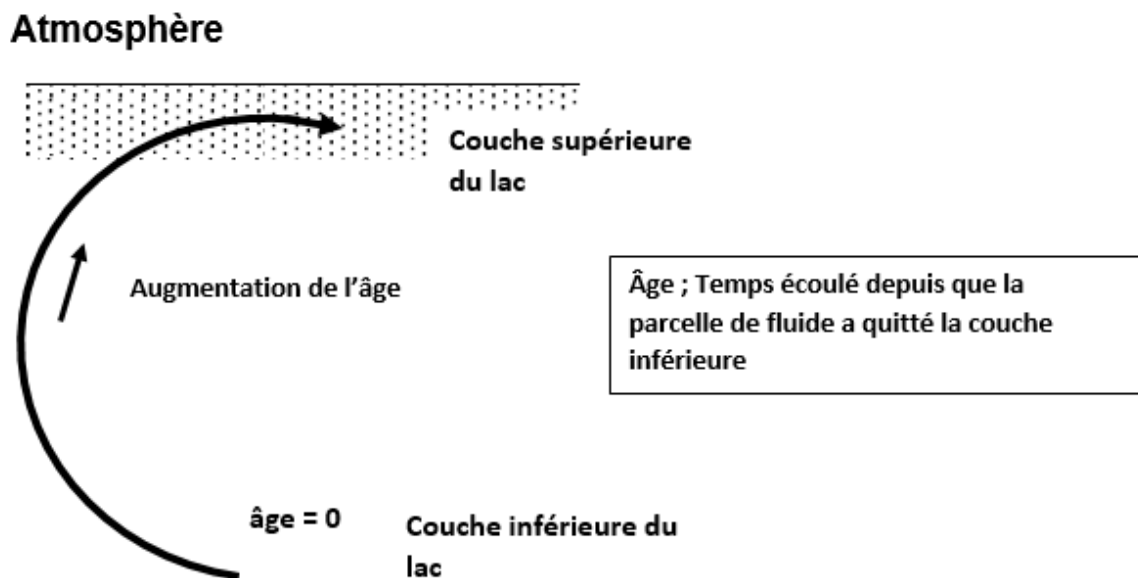 Atmosphère
Couche supérieure
du lac
Augmentation de l'âge
Âge ; Temps écoulé depuis que la
parcelle de fluide a quitté la couche
inférieure
âge = 0
Couche inférieure du
lac